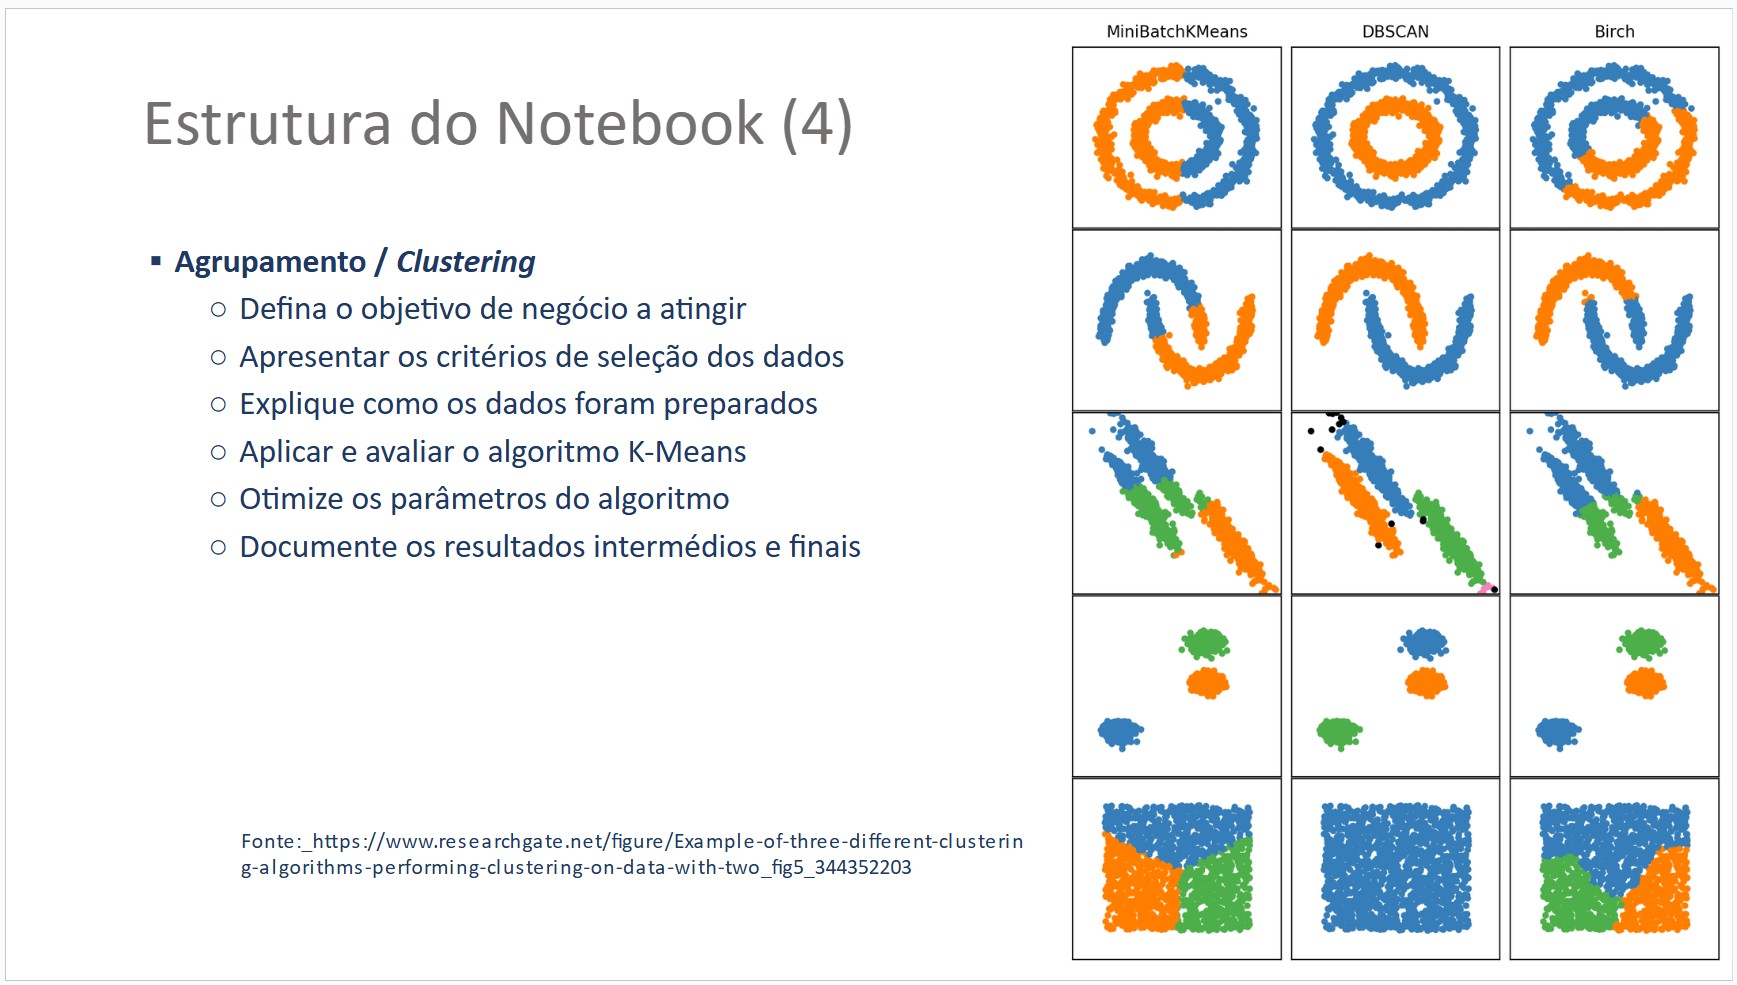 Estrutura do Notebook (4)
▪ Agrupamento / Clustering
○ Defina o objetivo de negócio a atingir
○ Apresentar os critérios de seleção dos dados
○ Explique como os dados foram preparados
○ Aplicar e avaliar o algoritmo K-Means
○ Otimize os parâmetros do algoritmo
○ Documente os resultados intermédios e finais
Fonte:_https://www.researchgate.net/figure/Example-of-three-different-clusterin
g-algorithms-performing-clustering-on-data-with-two_fig5_344352203
MiniBatchKMeans
DBSCAN
Birch